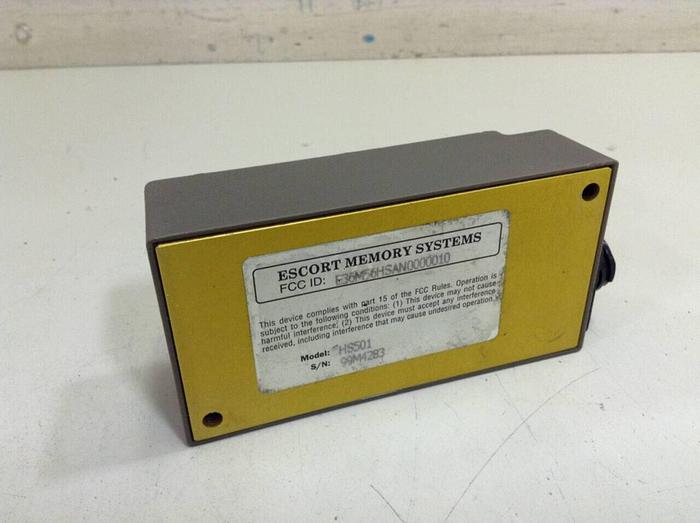 ESCORT MEMORY SYSTEMS
FCC ID: E36M56HSAN0000010
This device complies with part 15 of the FCC Rules. Operation is
subject to the following conditions: (1) This device may not cause
harmful interference; (2) This device must accept any interference
received, including interference that may cause undesired operation.
Model: HS501
S/N: 99M4283